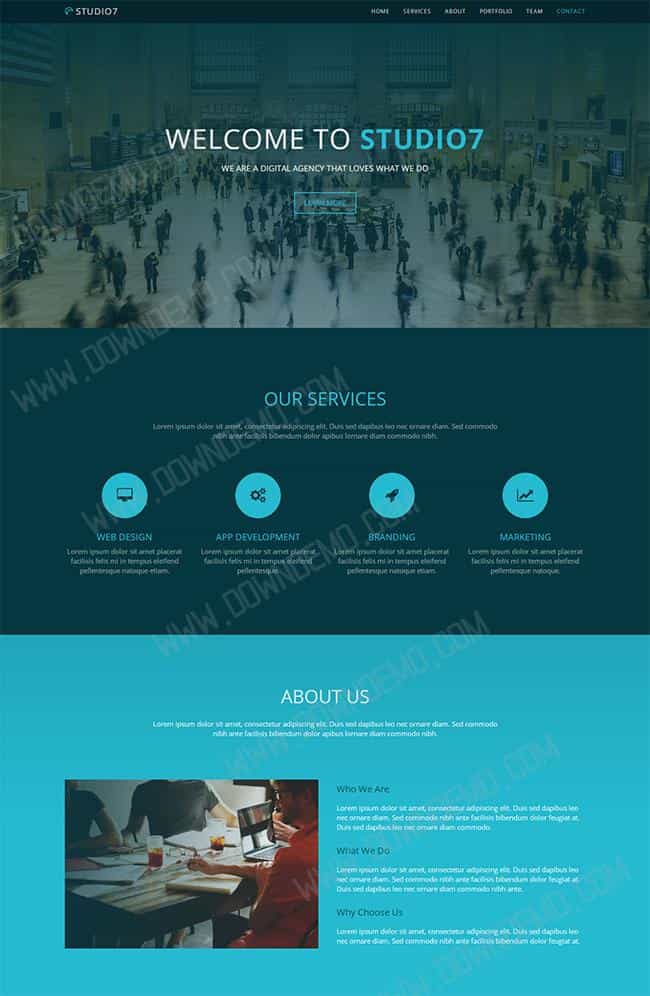 STUDIO7
HOME SERVICES ABOUT PORTFOLIO TEAM CONTACT
WELCOME TO STUDIO7
WE ARE A DIGITAL AGENCY THAT LOVES WHAT WE DO
LEARN MORE
OUR SERVICES
Lorem ipsum dolor sit amet, consectetur adipiscing elit. Duis sed dapibus leo nec ornare diam. Sed commodo
nibh ante facilisis bibendum dolor aliquam lacinia commodo nibh.
WEB DESIGN
Lorem ipsum dolor sit amet placerat
facilisis felis mi in tempus eleifend
pellentesque natoque etiam.
APP DEVELOPMENT
Lorem ipsum dolor sit amet placerat
facilisis felis mi in tempus eleifend
pellentesque.
BRANDING
Lorem ipsum dolor sit amet placerat
facilisis felis mi in tempus eleifend
pellentesque natoque etiam.
MARKETING
Lorem ipsum dolor sit amet placerat
facilisis felis mi in tempus eleifend
pellentesque natoque.
ABOUT US
Lorem ipsum dolor sit amet, consectetur adipiscing elit. Duis sed dapibus leo nec ornare diam. Sed commodo
nibh ante facilisis bibendum dolor commodo nibh.
Who We Are
Lorem ipsum dolor sit amet, consectetur adipiscing elit. Duis sed dapibus leo
nec ornare diam. Sed commodo nibh ante facilisis bibendum dolor feugiat at.
Duis sed dapibus leo nec ornare diam commodo.
What We Do
Lorem ipsum dolor sit amet, consectetur adipiscing elit. Duis sed dapibus leo
nec ornare diam. Sed commodo nibh ante facilisis bibendum dolor feugiat at.
Duis sed dapibus leo nec ornare diam commodo nibh ante.
Why Choose Us
Lorem ipsum dolor sit amet, consectetur adipiscing elit. Duis sed dapibus leo
nec ornare diam. Sed commodo nibh ante facilisis bibendum dolor feugiat at.
WWW.DOWNDEMO.COM
WWW.DOWNDEMO.COM
WWW.DOWNDEMO.COM
WWW.DOWNDEMO.COM
WWW.DOWNDEMO.COM
WWW.DOWNDEMO.COM